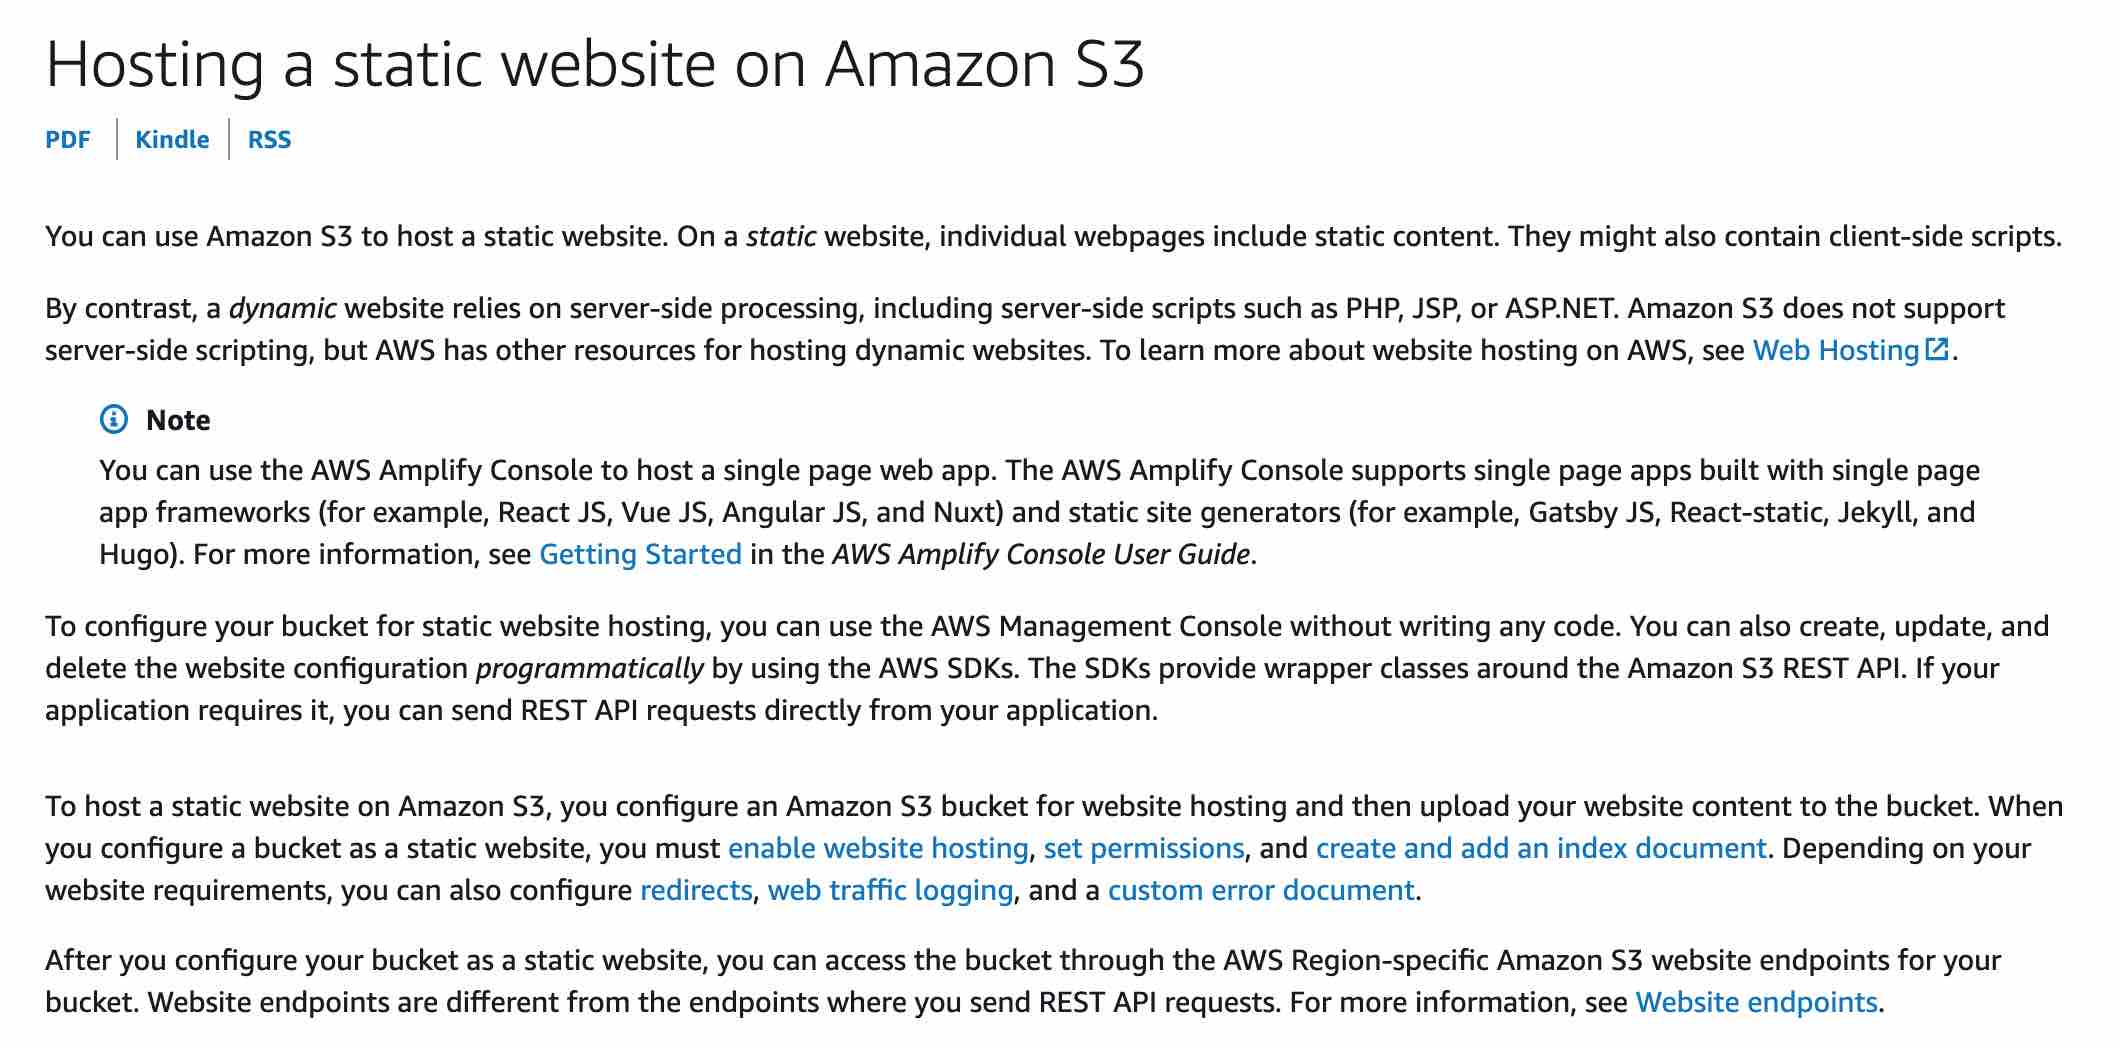 Hosting a static website on Amazon S3
PDF Kindle RSS
You can use Amazon S3 to host a static website. On a static website, individual webpages include static content. They might also contain client-side scripts.
By contrast, a dynamic website relies on server-side processing, including server-side scripts such as PHP, JSP, or ASP.NET. Amazon S3 does not support
server-side scripting, but AWS has other resources for hosting dynamic websites. To learn more about website hosting on AWS, see Web Hosting.
Note
You can use the AWS Amplify Console to host a single page web app. The AWS Amplify Console supports single page apps built with single page
app frameworks (for example, React JS, Vue JS, Angular JS, and Nuxt) and static site generators (for example, Gatsby JS, React-static, Jekyll, and
Hugo). For more information, see Getting Started in the AWS Amplify Console User Guide.
To configure your bucket for static website hosting, you can use the AWS Management Console without writing any code. You can also create, update, and
delete the website configuration programmatically by using the AWS SDKs. The SDKs provide wrapper classes around the Amazon S3 REST API. If your
application requires it, you can send REST API requests directly from your application.
To host a static website on Amazon S3, you configure an Amazon S3 bucket for website hosting and then upload your website content to the bucket. When
you configure a bucket as a static website, you must enable website hosting, set permissions, and create and add an index document. Depending on your
website requirements, you can also configure redirects, web traffic logging, and a custom error document.
After you configure your bucket as a static website, you can access the bucket through the AWS Region-specific Amazon S3 website endpoints for your
bucket. Website endpoints are different from the endpoints where you send REST API requests. For more information, see Website endpoints.